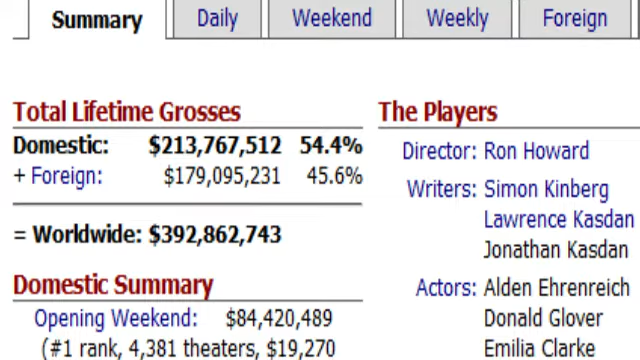 Summary Daily Weekend Weekly Foreign
Total Lifetime Grosses
Domestic: $213,767,512 54.4%
+ Foreign: $179,095,231 45.6%
= Worldwide: $392,862,743
Domestic Summary
Opening Weekend: $84,420,489
(#1 rank, 4,381 theaters, $19,270
The Players
Director: Ron Howard
Writers: Simon Kinberg
Lawrence Kasdan
Jonathan Kasdan
Actors: Alden Ehrenreich
Donald Glover
Emilia Clarke